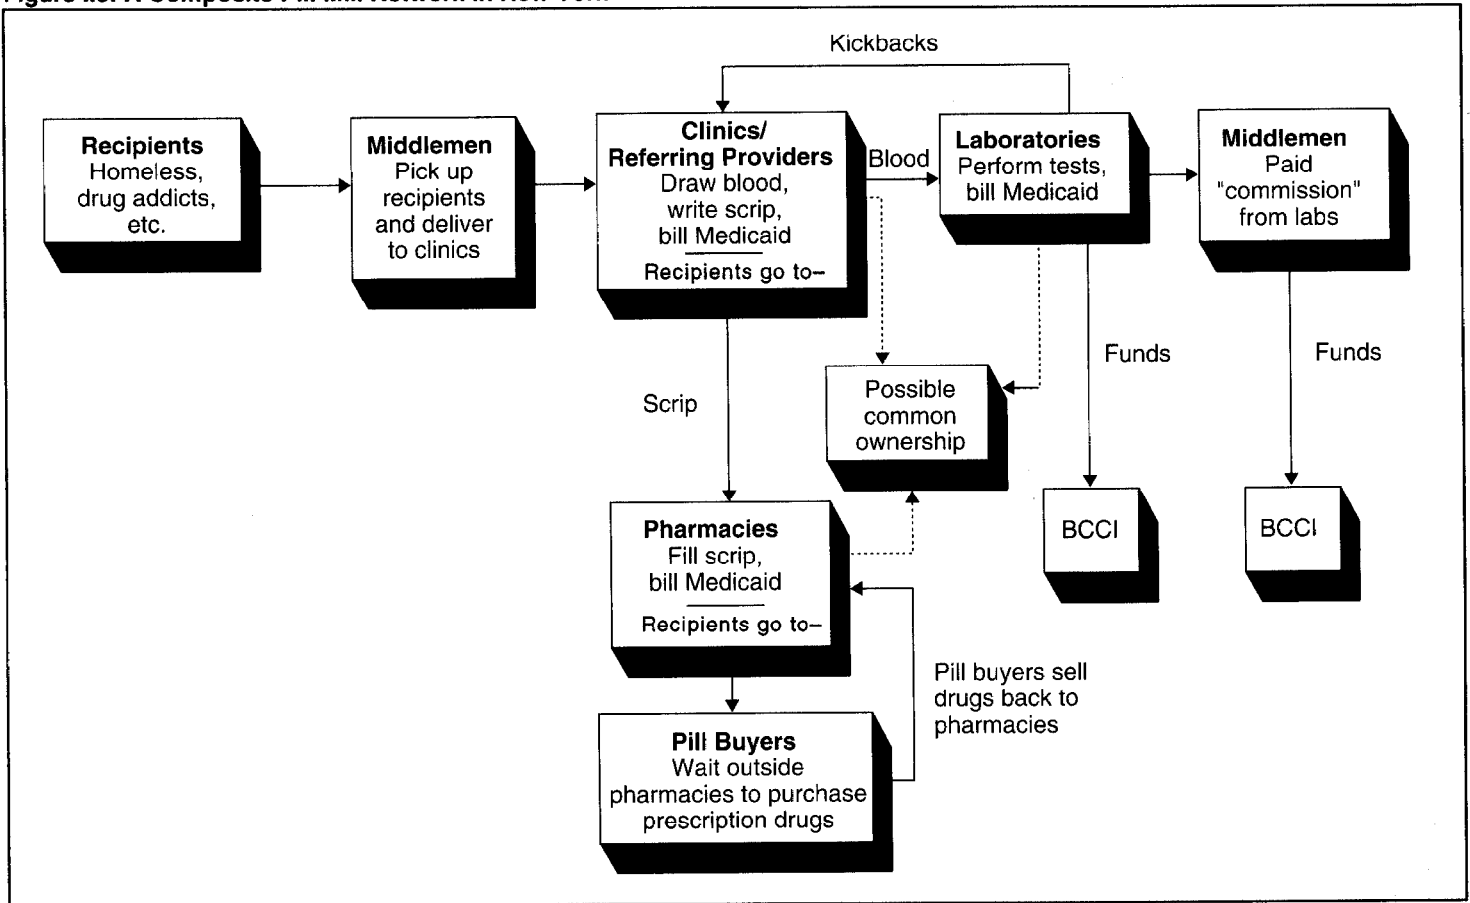 Kickbacks
Recipients
Homeless,
drug addicts,
etc.
Middlemen
Pick up
recipients
and deliver
to clinics
Clinics/
Referring Providers
Draw blood,
write scrip,
bill Medicaid
Recipients go to–
Blood
Laboratories
Perform tests,
bill Medicaid
Middlemen
Paid
"commission"
from labs
Funds
Funds
Scrip
Possible
common
ownership
BCCI
BCCI
Pharmacies
Fill scrip,
bill Medicaid
Recipients go to–
Pill buyers sell
drugs back to
pharmacies
Pill Buyers
Wait outside
pharmacies to purchase
prescription drugs